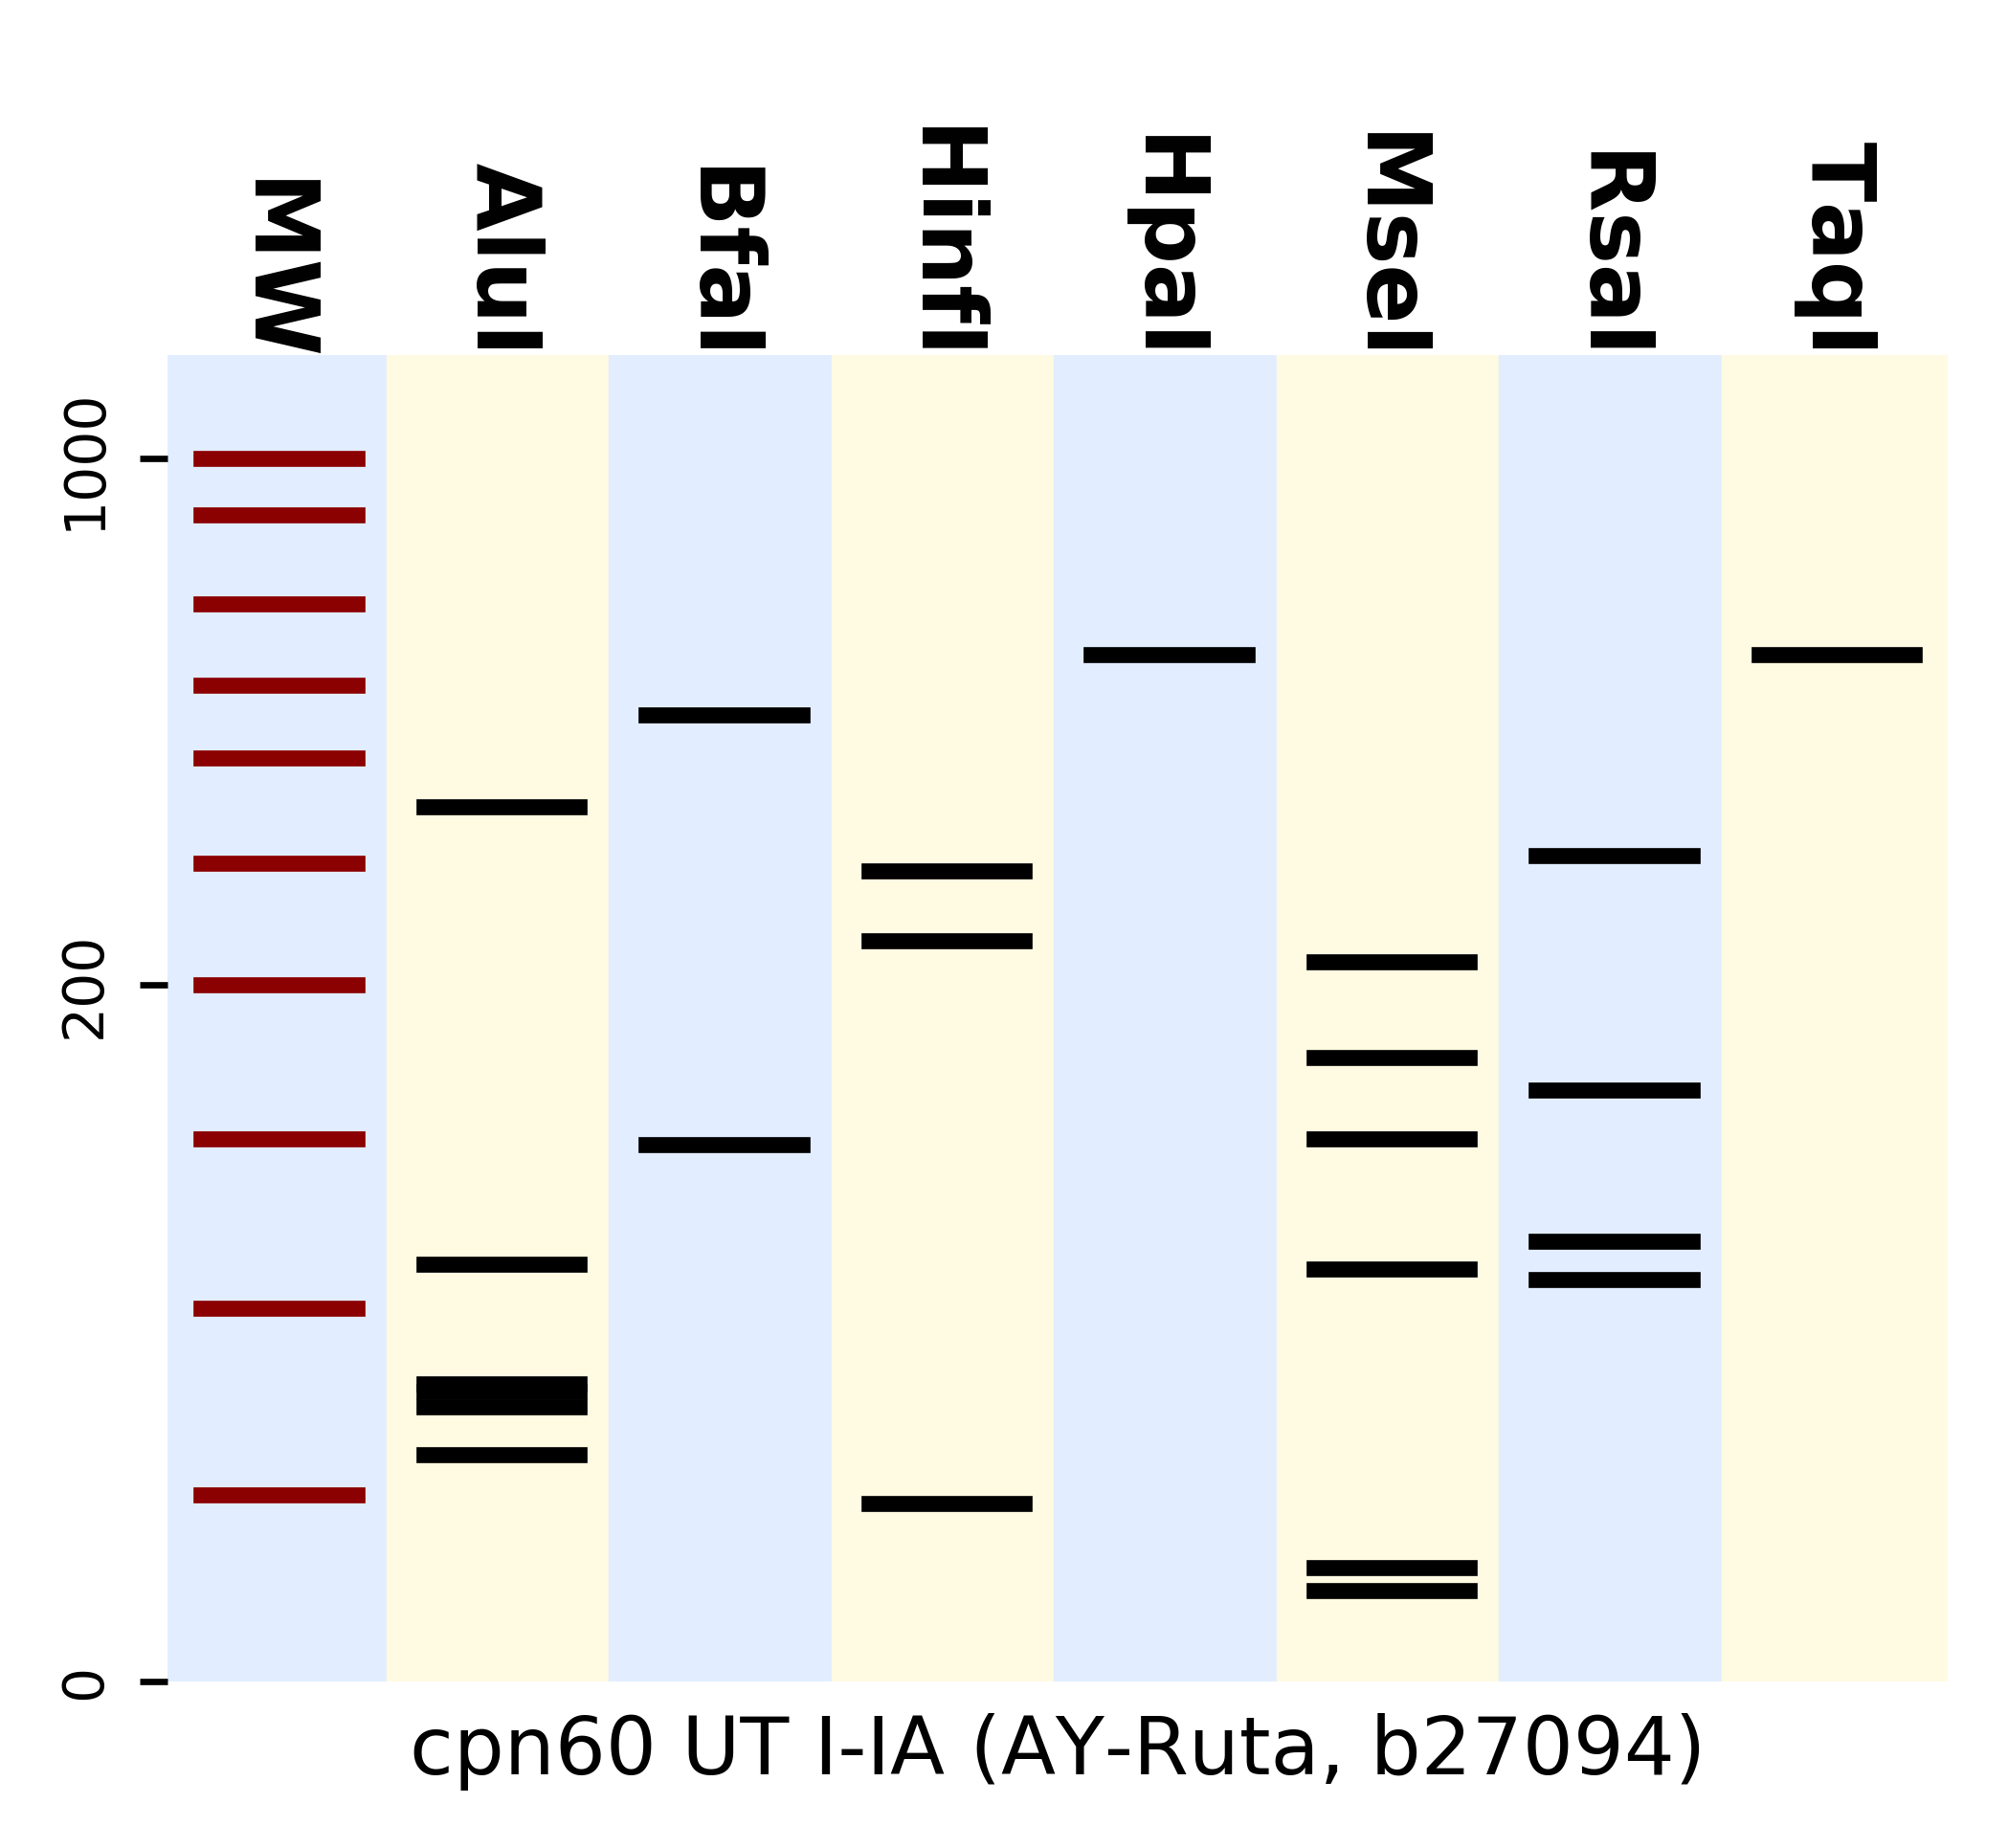 MW
AluI
BfaI
HinfI
HpaI
MseI
RsaI
TaqI
1000
200
0
cpn60 UT I-IA (AY-Ruta, b27094)